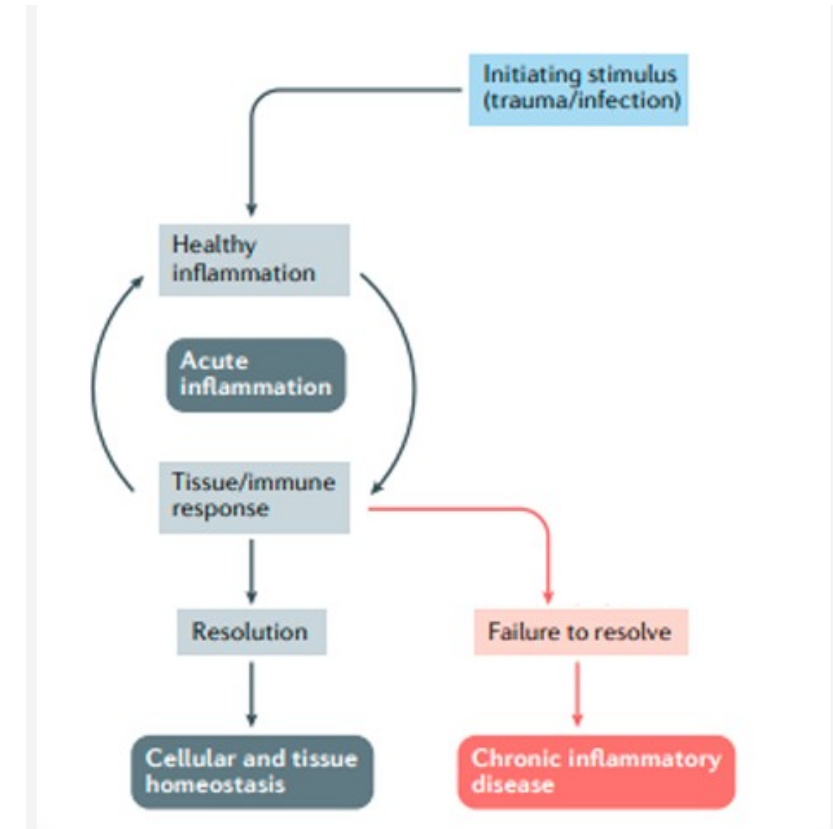 Initiating stimulus
(trauma/infection)
Healthy
inflammation
Acute
inflammation
Tissue/immune
response
Resolution
Failure to resolve
Cellular and tissue
homeostasis
Chronic inflammatory
disease